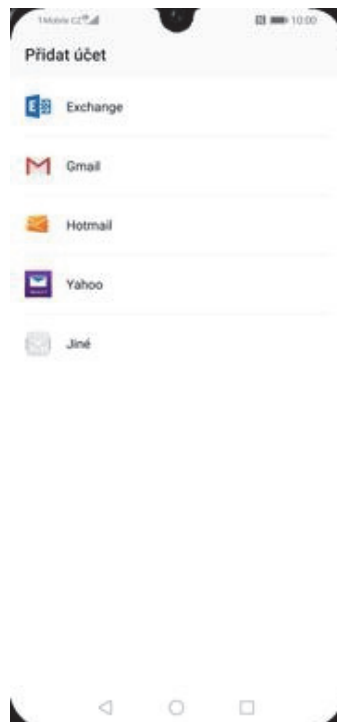 T-Mobile CZ 10:00
Přidat účet
Exchange
Gmail
Hotmail
Yahoo
Jiné